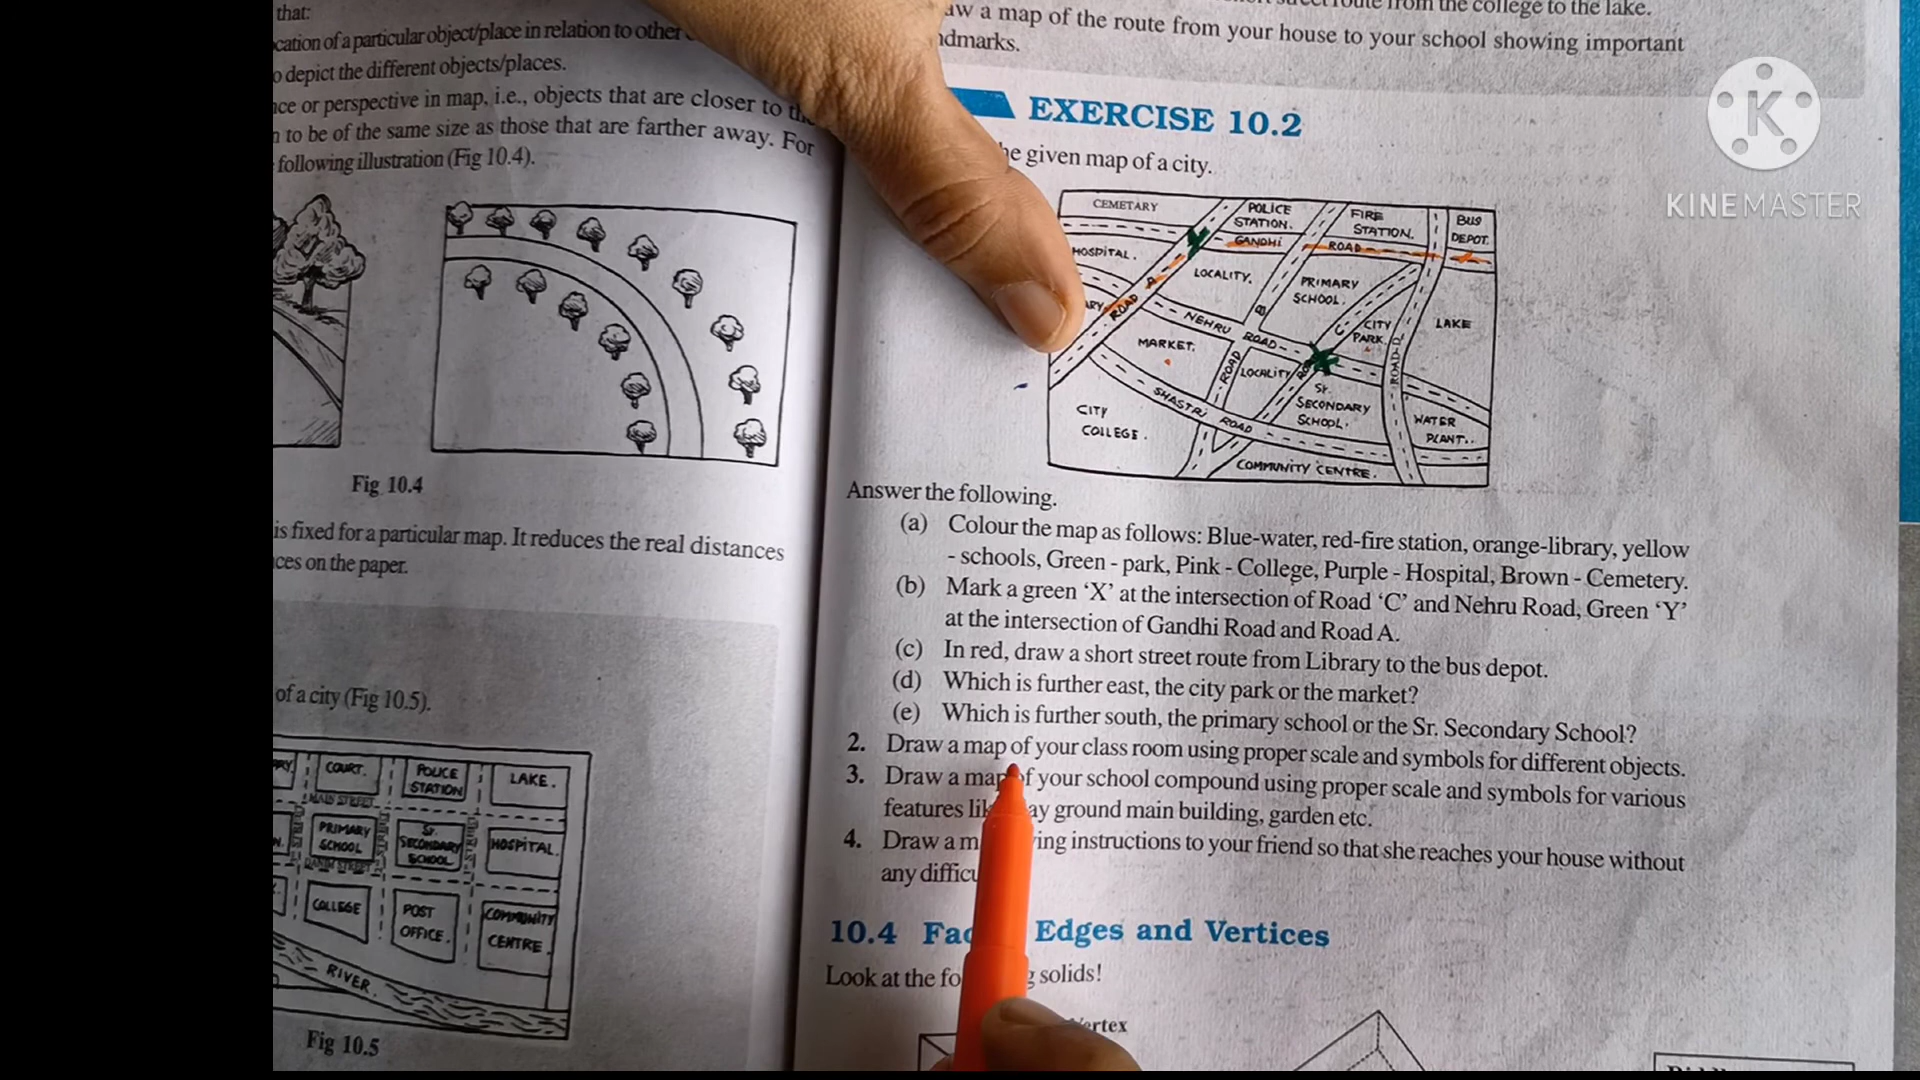 that:
cation of a particular object/place in relation to other
o depict the different objects/places.
nce or perspective in map, i.e., objects that are closer to the
n to be of the same size as those that are farther away. For
following illustration (Fig 10.4).
Fig 10.4
is fixed for a particular map. It reduces the real distances
ces on the paper.
of a city (Fig 10.5).
COURT.
POLICE
STATION
LAKE.
MAIN STREET
PRIMARY
SCHOOL
Sr.
SECONDARY
SCHOOL
HOSPITAL.
COLLEGE
POST
OFFICE.
COMMUNITY
CENTRE
RIVER.
Fig 10.5
route from the college to the lake.
aw a map of the route from your house to your school showing important
ndmarks.
EXERCISE 10.2
he given map of a city.
CEMETARY
POLICE
STATION.
FIRE
STATION.
BUS
DEPOT.
GANDHI
ROAD
HOSPITAL.
LOCALITY.
PRIMARY
SCHOOL.
ROAD A
NEHRU
ROAD
B
C
CITY
PARK.
LAKE
MARKET.
ROAD
LOCALITY
ROAD-D
SHASTRI
ROAD
Sr.
SECONDARY
SCHOOL.
WATER
PLANT..
CITY
COLLEGE.
COMMUNITY CENTRE.
Answer the following.
(a) Colour the map as follows: Blue-water, red-fire station, orange-library, yellow
- schools, Green - park, Pink - College, Purple - Hospital, Brown - Cemetery.
(b) Mark a green ‘X’ at the intersection of Road ‘C’ and Nehru Road, Green ‘Y’
at the intersection of Gandhi Road and Road A.
(c) In red, draw a short street route from Library to the bus depot.
(d) Which is further east, the city park or the market?
(e) Which is further south, the primary school or the Sr. Secondary School?
2. Draw a map of your class room using proper scale and symbols for different objects.
3. Draw a map of your school compound using proper scale and symbols for various
features lik ay ground main building, garden etc.
4. Draw a m ving instructions to your friend so that she reaches your house without
any difficu
10.4 Fac Edges and Vertices
Look at the fo g solids!
Vertex
K
KINEMASTER